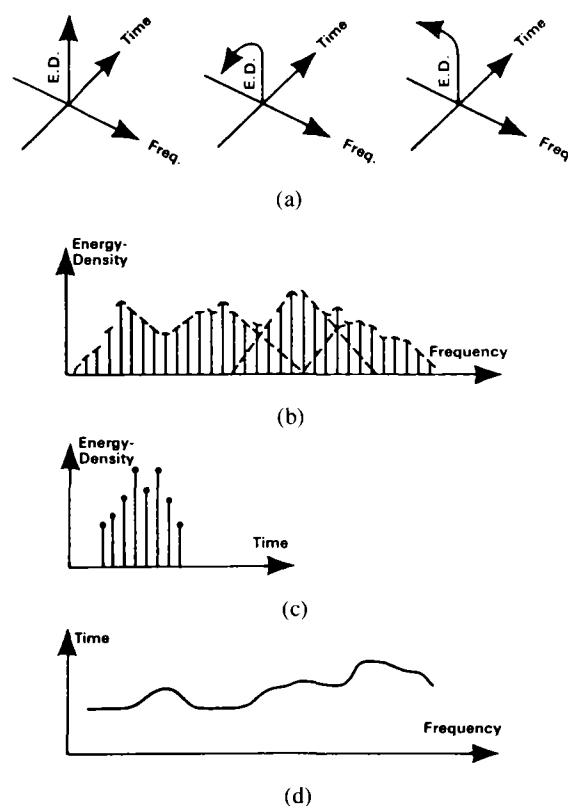 E.D.
Time
Freq.
E.D.
Time
Freq.
E.D.
Time
Freq.
(a)
Energy-
Density
Frequency
(b)
Energy-
Density
Time
(c)
Time
Frequency
(d)